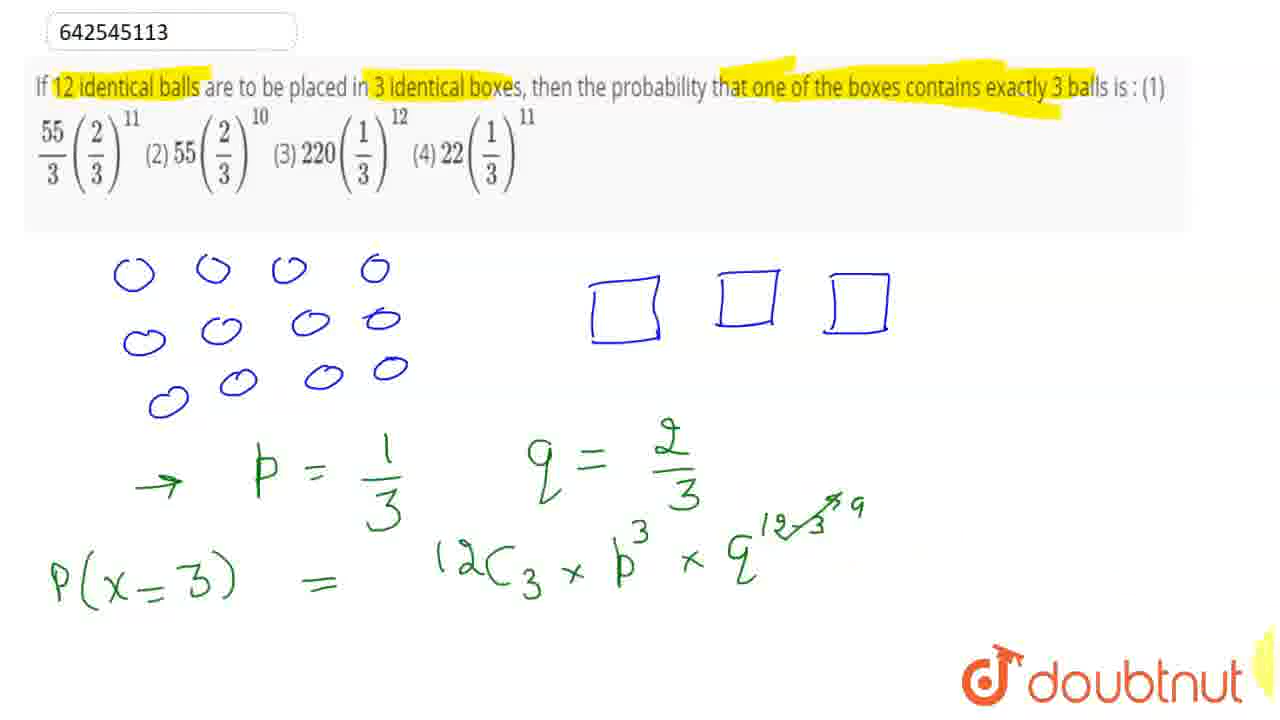 642545113
If 12 identical balls are to be placed in 3 identical boxes, then the probability that one of the boxes contains exactly 3 balls is : (1)
55/3 (2/3)^11 (2) 55 (2/3)^10 (3) 220 (1/3)^12 (4) 22 (1/3)^11
→ p = 1/3 q = 2/3
P(x = 3) = 12C3 × p^3 × q^12-3 9
doubtnut